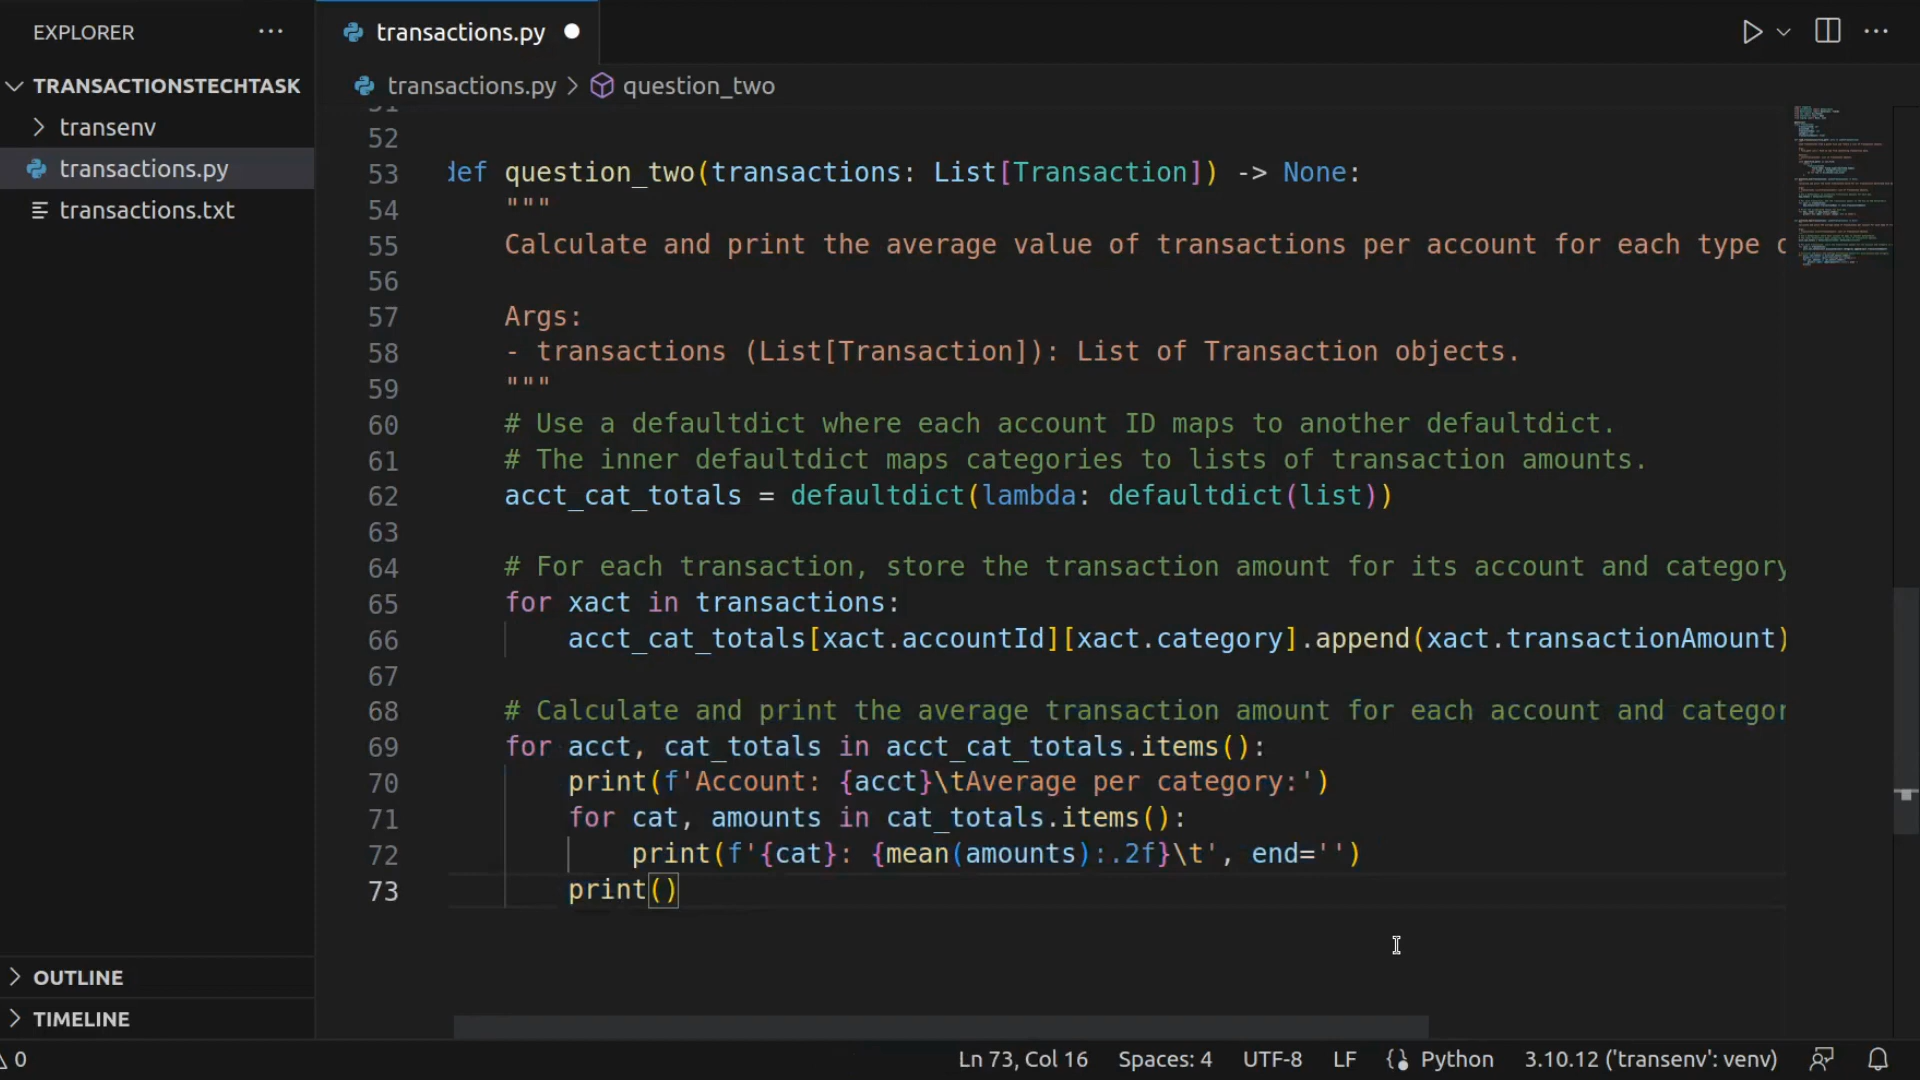 EXPLORER
TRANSACTIONSTECHTASK
transenv
transactions.py
transactions.txt
OUTLINE
TIMELINE
transactions.py
transactions.py > question_two
52
53 def question_two(transactions: List[Transaction]) -> None:
54 """
55 Calculate and print the average value of transactions per account for each type
56
57 Args:
58 - transactions (List[Transaction]): List of Transaction objects.
59 """
60 # Use a defaultdict where each account ID maps to another defaultdict.
61 # The inner defaultdict maps categories to lists of transaction amounts.
62 acct_cat_totals = defaultdict(lambda: defaultdict(list))
63
64 # For each transaction, store the transaction amount for its account and category
65 for xact in transactions:
66 acct_cat_totals[xact.accountId][xact.category].append(xact.transactionAmount)
67
68 # Calculate and print the average transaction amount for each account and categor
69 for acct, cat_totals in acct_cat_totals.items():
70 print(f'Account: {acct}\tAverage per category:')
71 for cat, amounts in cat_totals.items():
72 print(f'{cat}: {mean(amounts):.2f}\t', end='')
73 print()
0
Ln 73, Col 16 Spaces: 4 UTF-8 LF Python 3.10.12 ('transenv': venv)